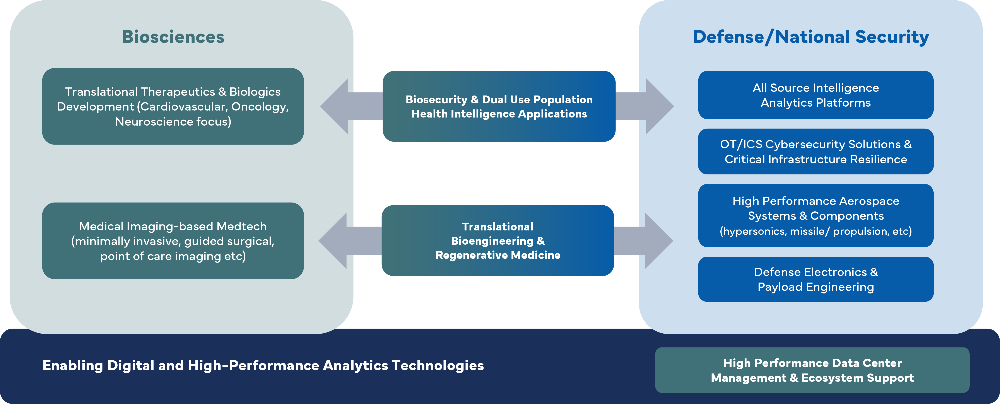 Biosciences
Translational Therapeutics & Biologics
Development (Cardiovascular, Oncology,
Neuroscience focus)
Medical Imaging-based Medtech
(minimally invasive, guided surgical,
point of care imaging etc)
Biosecurity & Dual Use Population
Health Intelligence Applications
Translational
Bioengineering &
Regenerative Medicine
Defense/National Security
All Source Intelligence
Analytics Platforms
OT/ICS Cybersecurity Solutions &
Critical Infrastructure Resilience
High Performance Aerospace
Systems & Components
(hypersonics, missile/ propulsion, etc)
Defense Electronics &
Payload Engineering
Enabling Digital and High-Performance Analytics Technologies
High Performance Data Center
Management & Ecosystem Support